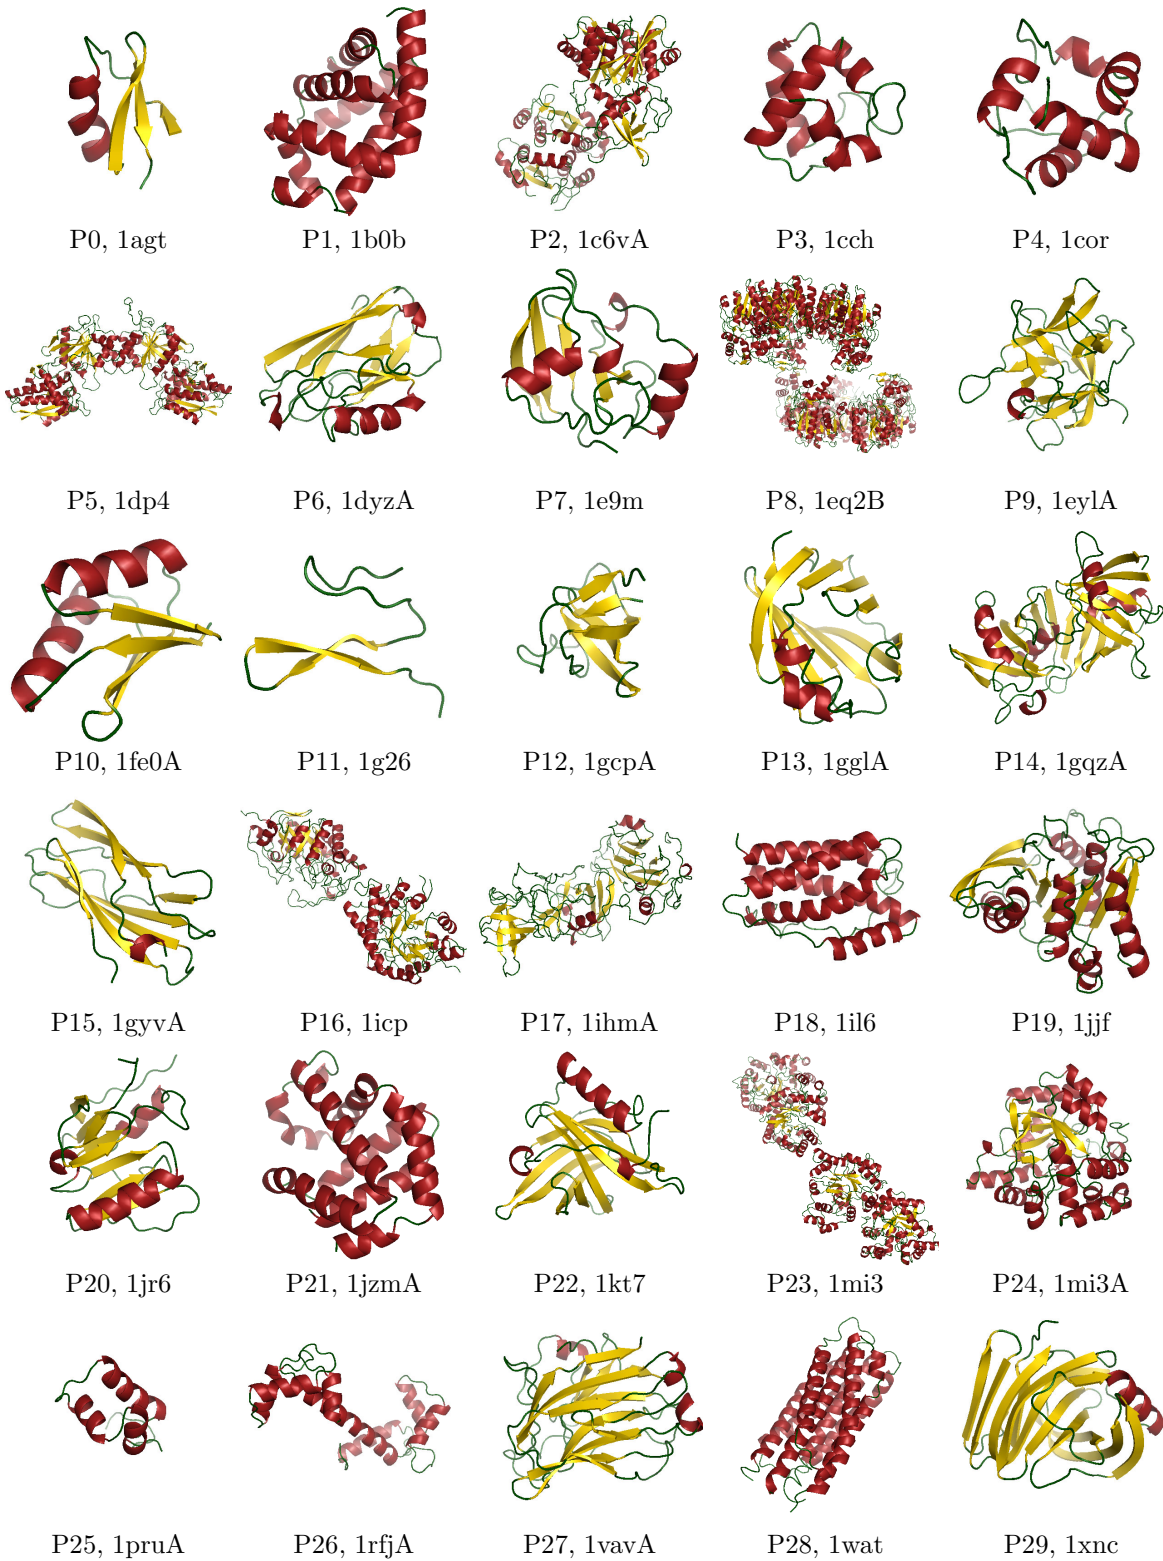 P0, 1agt P1, 1b0b P2, 1c6vA P3, 1cch P4, 1cor
P5, 1dp4 P6, 1dyzA P7, 1e9m P8, 1eq2B P9, 1eylA
P10, 1fe0A P11, 1g26 P12, 1gcpA P13, 1gglA P14, 1gqzA
P15, 1gyvA P16, 1icp P17, 1ihmA P18, 1il6 P19, 1jjf
P20, 1jr6 P21, 1jzmA P22, 1kt7 P23, 1mi3 P24, 1mi3A
P25, 1pruA P26, 1rfjA P27, 1vavA P28, 1wat P29, 1xnc